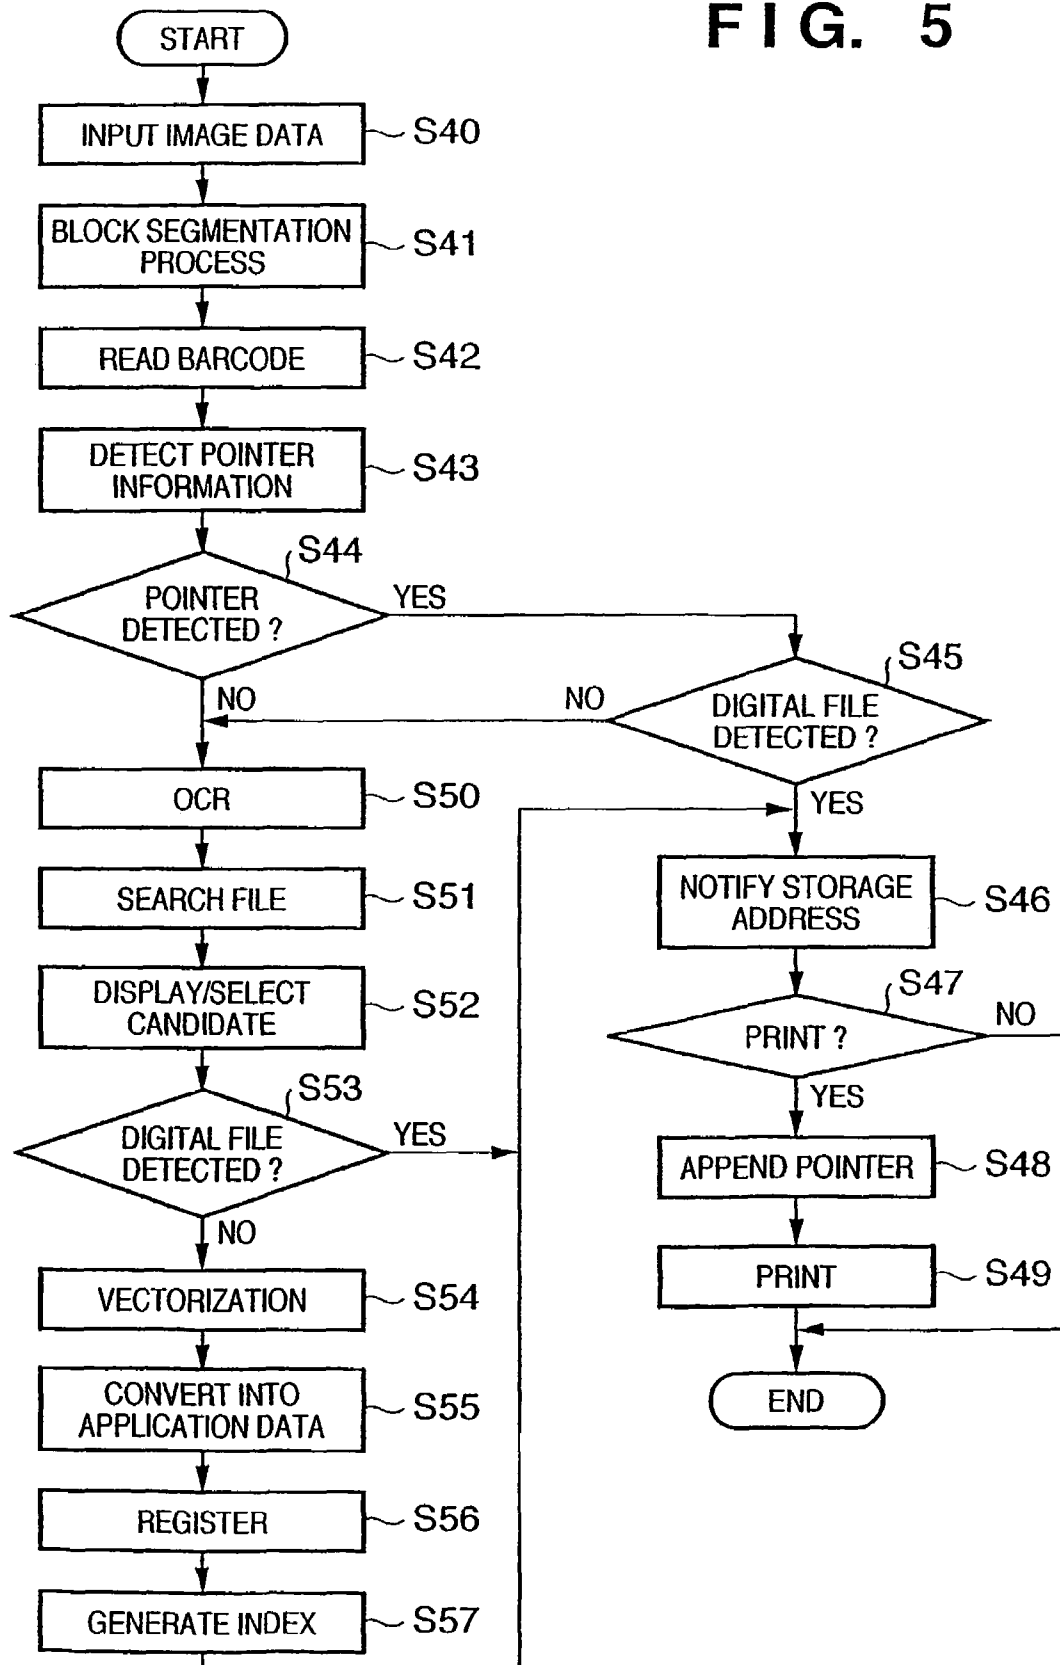 FIG. 5
START
INPUT IMAGE DATA
S40
BLOCK SEGMENTATION
PROCESS
S41
READ BARCODE
S42
DETECT POINTER
INFORMATION
S43
S44
POINTER
DETECTED ?
YES
NO
S45
DIGITAL FILE
DETECTED ?
NO
YES
OCR
S50
SEARCH FILE
S51
DISPLAY/SELECT
CANDIDATE
S52
S53
DIGITAL FILE
DETECTED ?
YES
NO
VECTORIZATION
S54
CONVERT INTO
APPLICATION DATA
S55
REGISTER
S56
GENERATE INDEX
S57
NOTIFY STORAGE
ADDRESS
S46
S47
PRINT ?
NO
YES
APPEND POINTER
S48
PRINT
S49
END